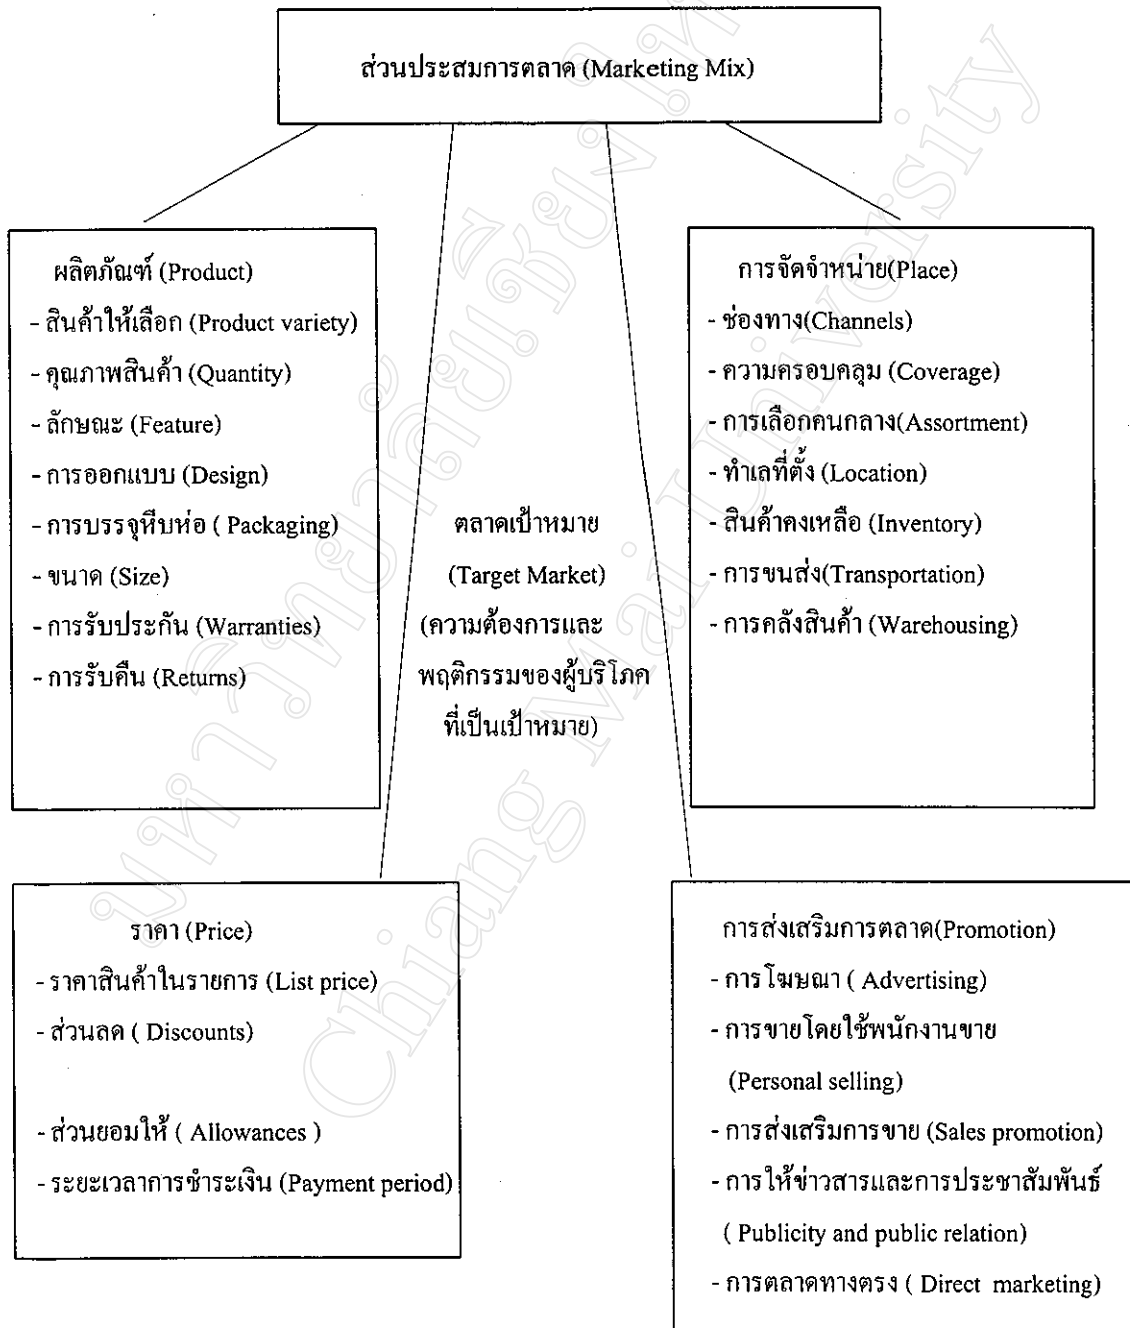 ส่วนประสมการตลาด (Marketing Mix)
ผลิตภัณฑ์ (Product)
- สินค้าให้เลือก (Product variety)
- คุณภาพสินค้า (Quantity)
- ลักษณะ (Feature)
- การออกแบบ (Design)
- การบรรจุหีบห่อ ( Packaging)
- ขนาด (Size)
- การรับประกัน (Warranties)
- การรับคืน (Returns)
ตลาดเป้าหมาย
(Target Market)
(ความต้องการและ
พฤติกรรมของผู้บริโภค
ที่เป็นเป้าหมาย)
การจัดจำหน่าย(Place)
- ช่องทาง(Channels)
- ความครอบคลุม (Coverage)
- การเลือกคนกลาง(Assortment)
- ทำเลที่ตั้ง (Location)
- สินค้าคงเหลือ (Inventory)
- การขนส่ง(Transportation)
- การคลังสินค้า (Warehousing)
ราคา (Price)
- ราคาสินค้าในรายการ (List price)
- ส่วนลด ( Discounts)
- ส่วนยอมให้ ( Allowances )
- ระยะเวลาการชำระเงิน (Payment period)
การส่งเสริมการตลาด(Promotion)
- การโฆษณา ( Advertising)
- การขายโดยใช้พนักงานขาย
(Personal selling)
- การส่งเสริมการขาย (Sales promotion)
- การให้ข่าวสารและการประชาสัมพันธ์
( Publicity and public relation)
- การตลาดทางตรง ( Direct marketing)
มหาวิทยาลัยเชียงให
Chiang Mai University